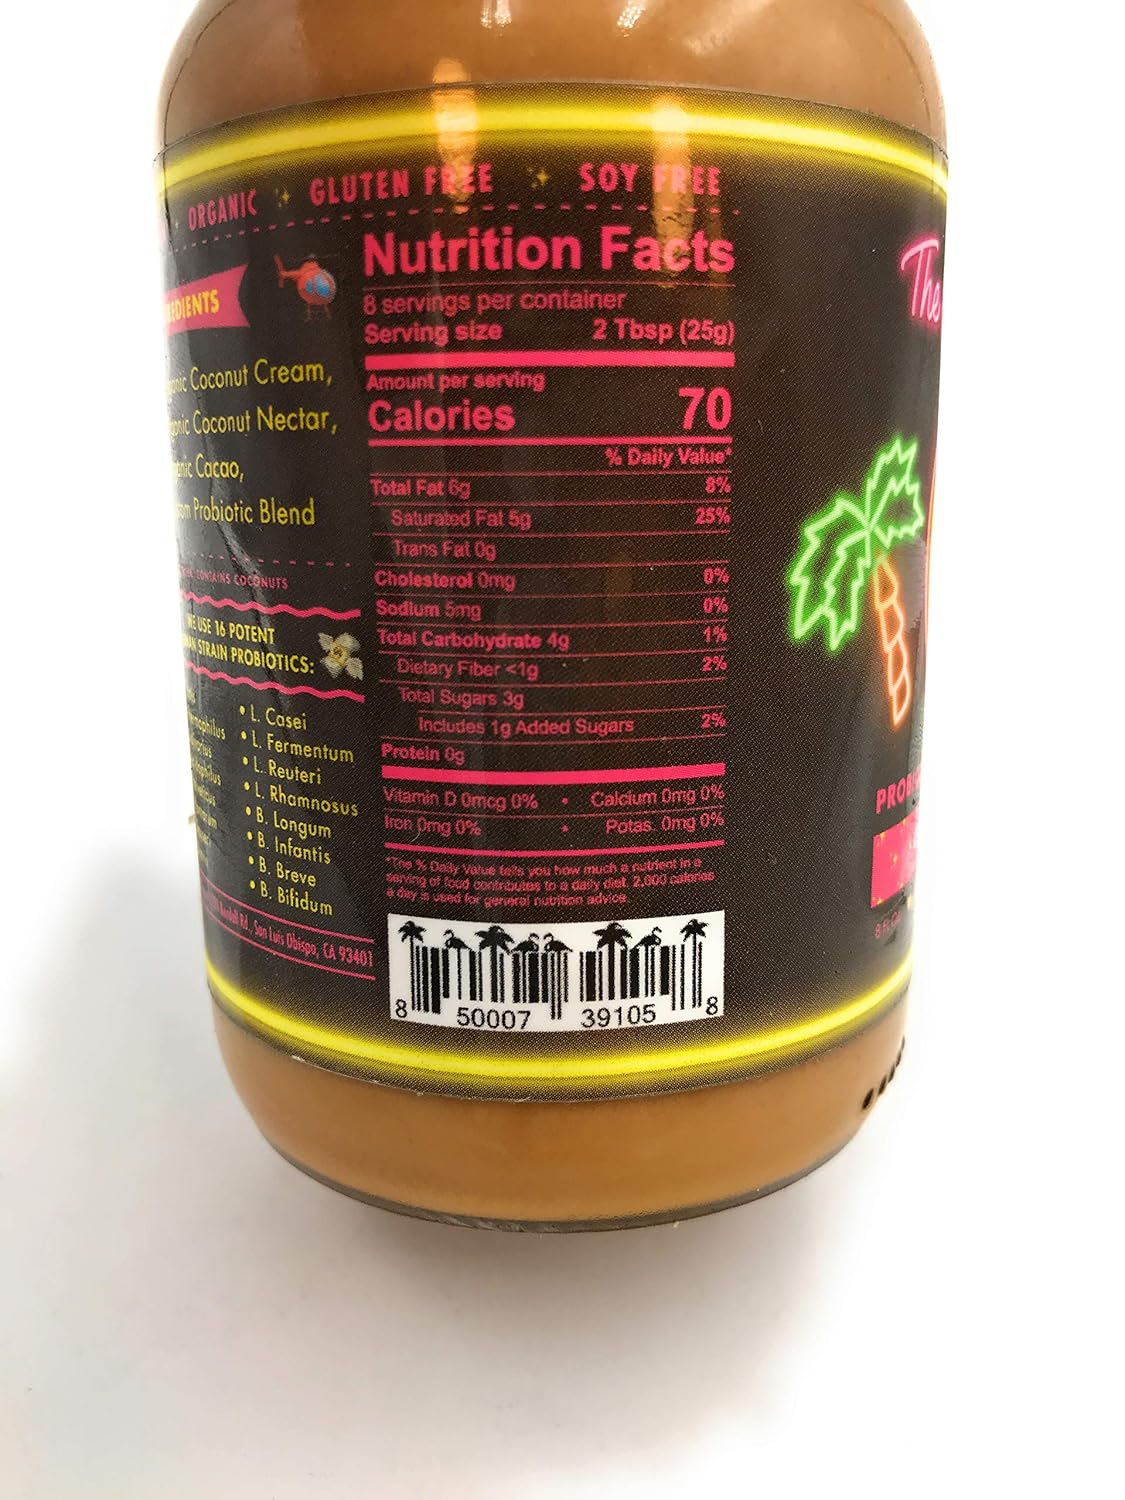 ORGANIC GLUTEN FREE SOY FREE
Coconut Cream,
Coconut Nectar,
Cacao,
Probiotic Blend
CONTAINS COCONUTS
WE USE 16 POTENT
STRAIN PROBIOTICS:
• L. Casei
• L. Fermentum
• L. Reuteri
• L. Rhamnosus
• B. Longum
• B. Infantis
• B. Breve
• B. Bifidum
Rd., San Luis Obispo, CA 93401
Nutrition Facts
8 servings per container
Serving size 2 Tbsp (25g)
Amount per serving
Calories 70
% Daily Value*
Total Fat 6g 8%
Saturated Fat 5g 25%
Trans Fat 0g
Cholesterol 0mg 0%
Sodium 5mg 0%
Total Carbohydrate 4g 1%
Dietary Fiber <1g 2%
Total Sugars 3g
Includes 1g Added Sugars 2%
Protein 0g
Vitamin D 0mcg 0% • Calcium 0mg 0%
Iron 0mg 0% • Potas. 0mg 0%
*The % Daily Value tells you how much a nutrient in a
serving of food contributes to a daily diet. 2,000 calories
a day is used for general nutrition advice.
8 50007 39105 8
The